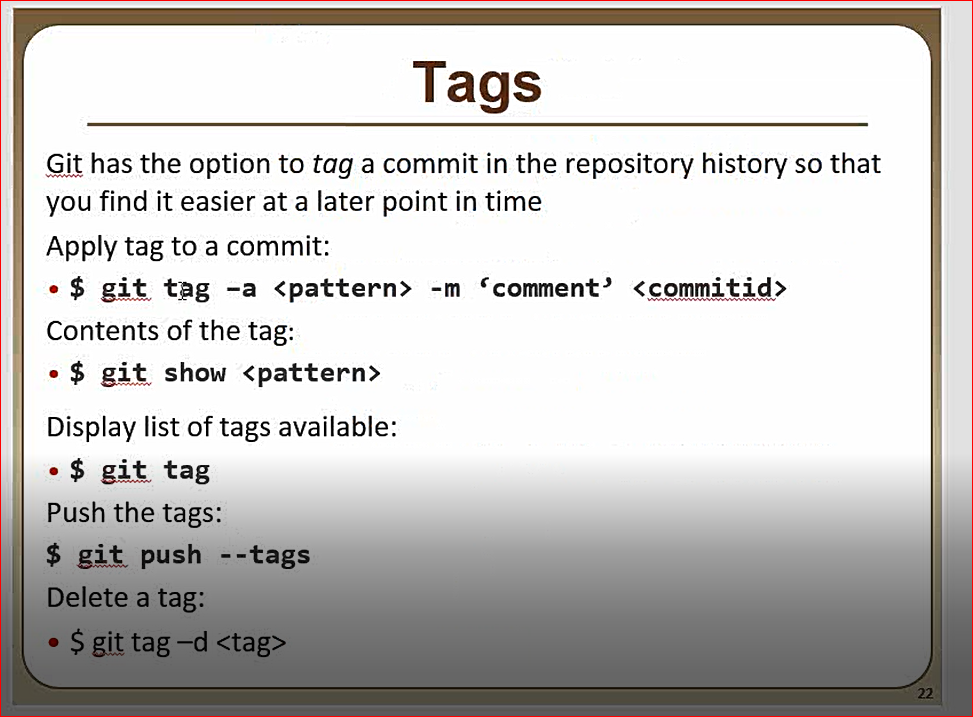 Tags
Git has the option to tag a commit in the repository history so that
you find it easier at a later point in time
Apply tag to a commit:
• $ git tag –a <pattern> -m ‘comment’ <commitid>
Contents of the tag:
• $ git show <pattern>
Display list of tags available:
• $ git tag
Push the tags:
$ git push --tags
Delete a tag:
• $ git tag –d <tag>
22